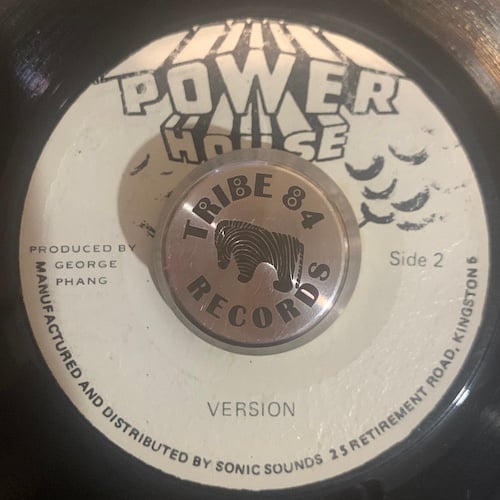 POWER
HOUSE
TRIBE 84
RECORDS
PRODUCED BY
GEORGE
PHANG
Side 2
VERSION
MANUFACTURED AND DISTRIBUTED BY SONIC SOUNDS 25 RETIREMENT ROAD, KINGSTON 5